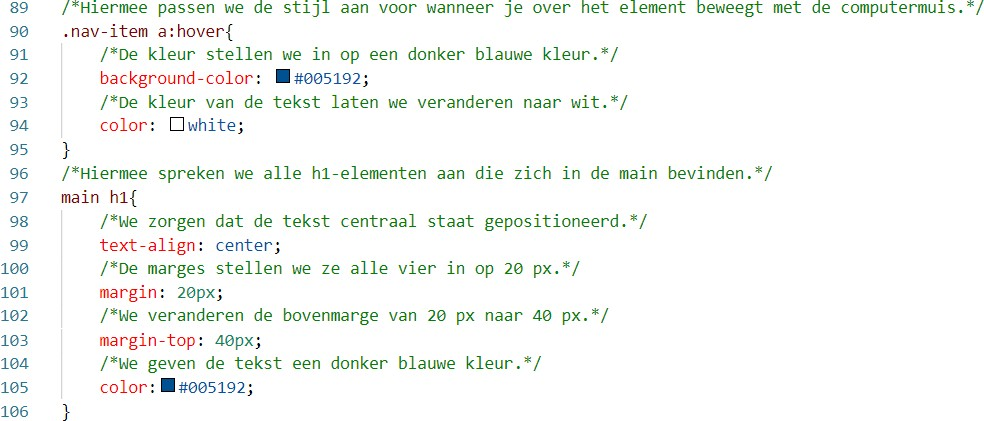 89 /*Hiermee passen we de stijl aan voor wanneer je over het element beweegt met de computermuis.*/
90 .nav-item a:hover{
91 /*De kleur stellen we in op een donker blauwe kleur.*/
92 background-color: #005192;
93 /*De kleur van de tekst laten we veranderen naar wit.*/
94 color: white;
95 }
96 /*Hiermee spreken we alle h1-elementen aan die zich in de main bevinden.*/
97 main h1{
98 /*We zorgen dat de tekst centraal staat gepositioneerd.*/
99 text-align: center;
100 /*De marges stellen we ze alle vier in op 20 px.*/
101 margin: 20px;
102 /*We veranderen de bovenmarge van 20 px naar 40 px.*/
103 margin-top: 40px;
104 /*We geven de tekst een donker blauwe kleur.*/
105 color: #005192;
106 }